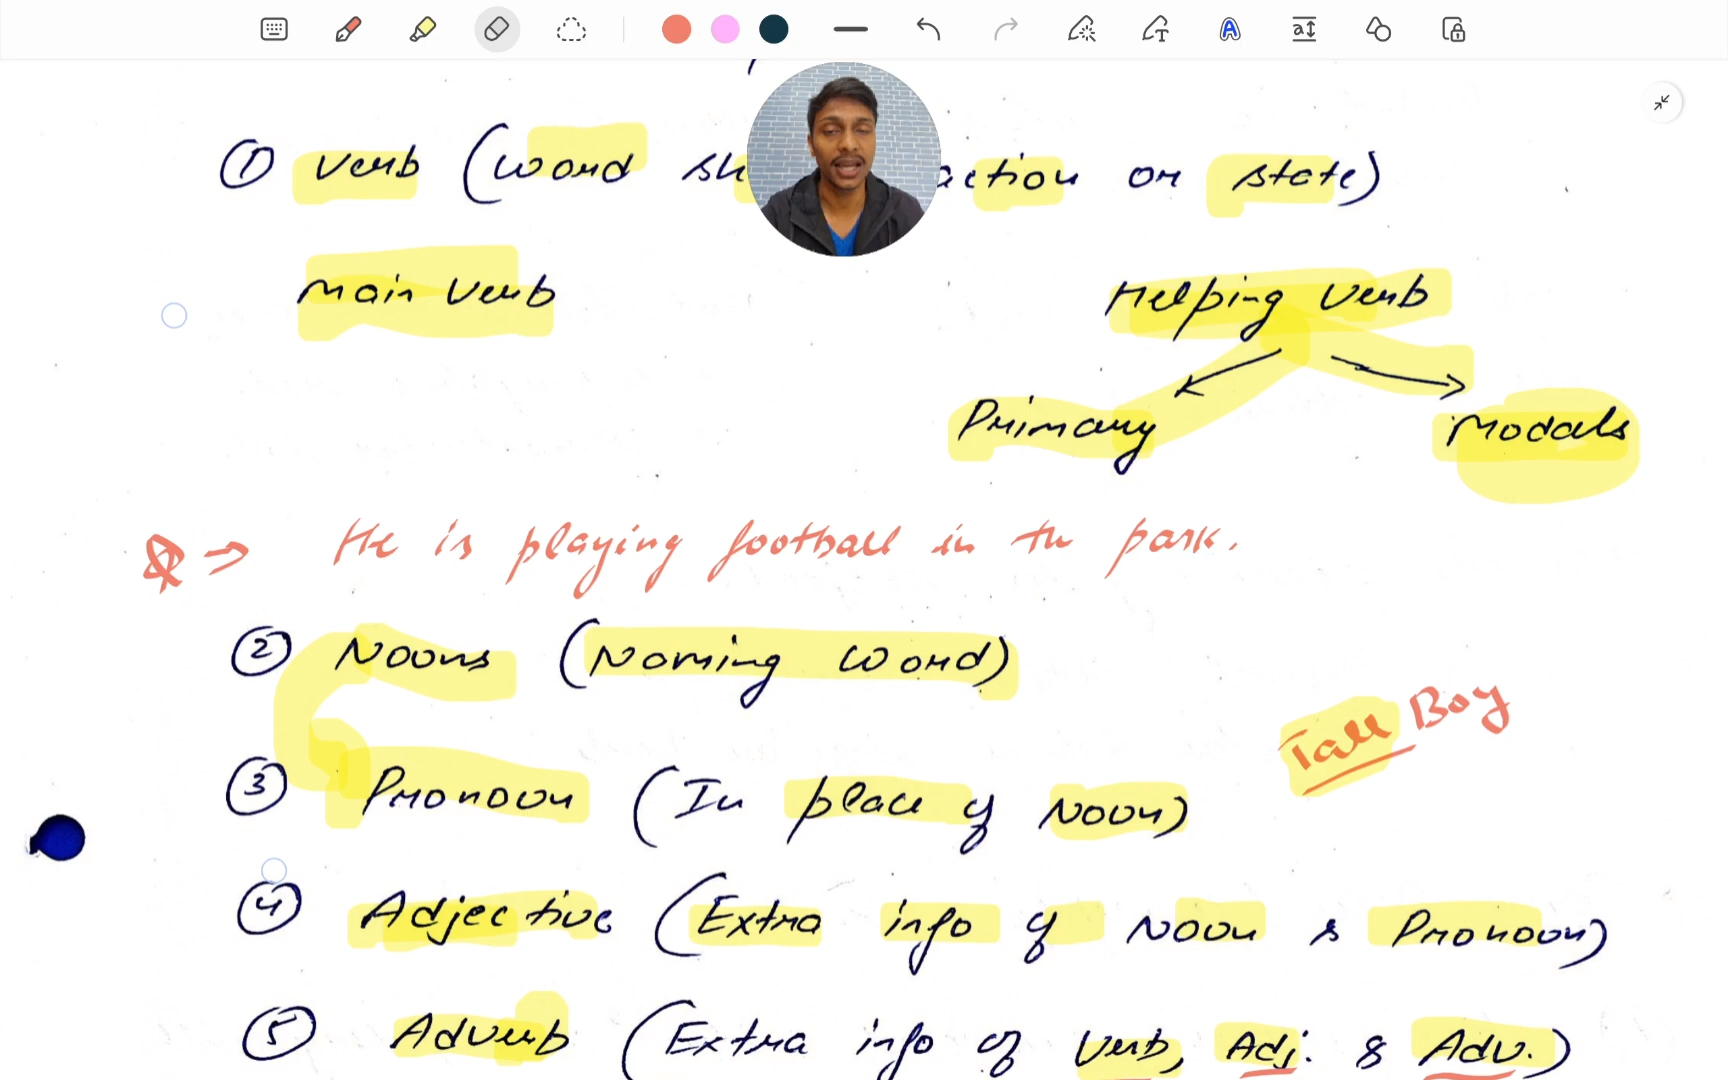 ① Verb (Word sh action or state)
Main Verb
Helping Verb
Primary
Modals
Q → He is playing football in the park.
② Nouns (Naming Word)
Tall Boy
③ Pronoun (In place of Noun)
④ Adjective (Extra info of Noun & Pronoun)
⑤ Adverb (Extra info of Verb, Adj. & Adv.)